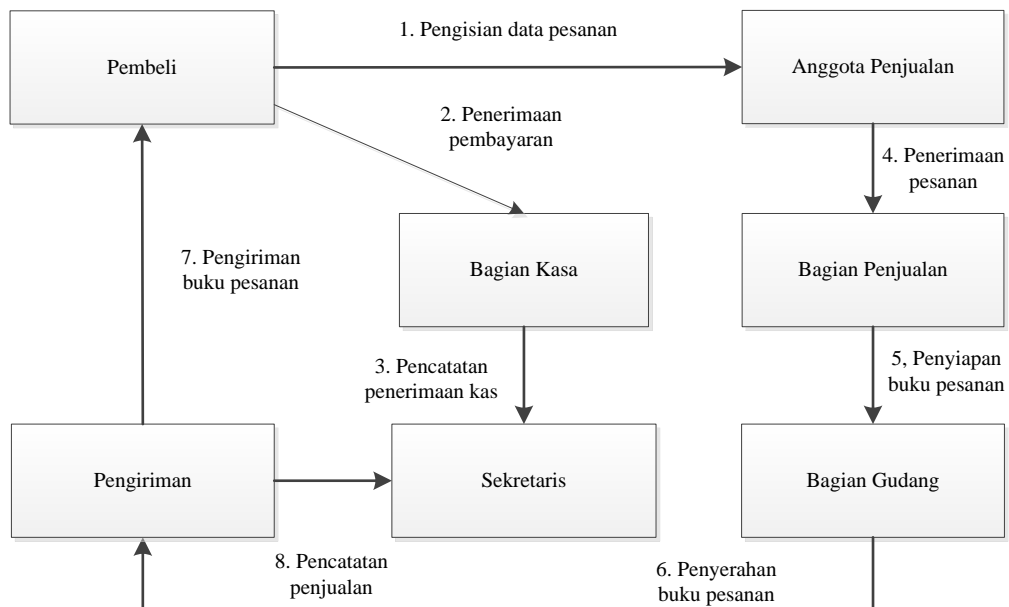 1. Pengisian data pesanan
Pembeli
Anggota Penjualan
2. Penerimaan
pembayaran
4. Penerimaan
pesanan
7. Pengiriman
buku pesanan
Bagian Kasa
Bagian Penjualan
3. Pencatatan
penerimaan kas
5, Penyiapan
buku pesanan
Pengiriman
Sekretaris
Bagian Gudang
8. Pencatatan
penjualan
6. Penyerahan
buku pesanan